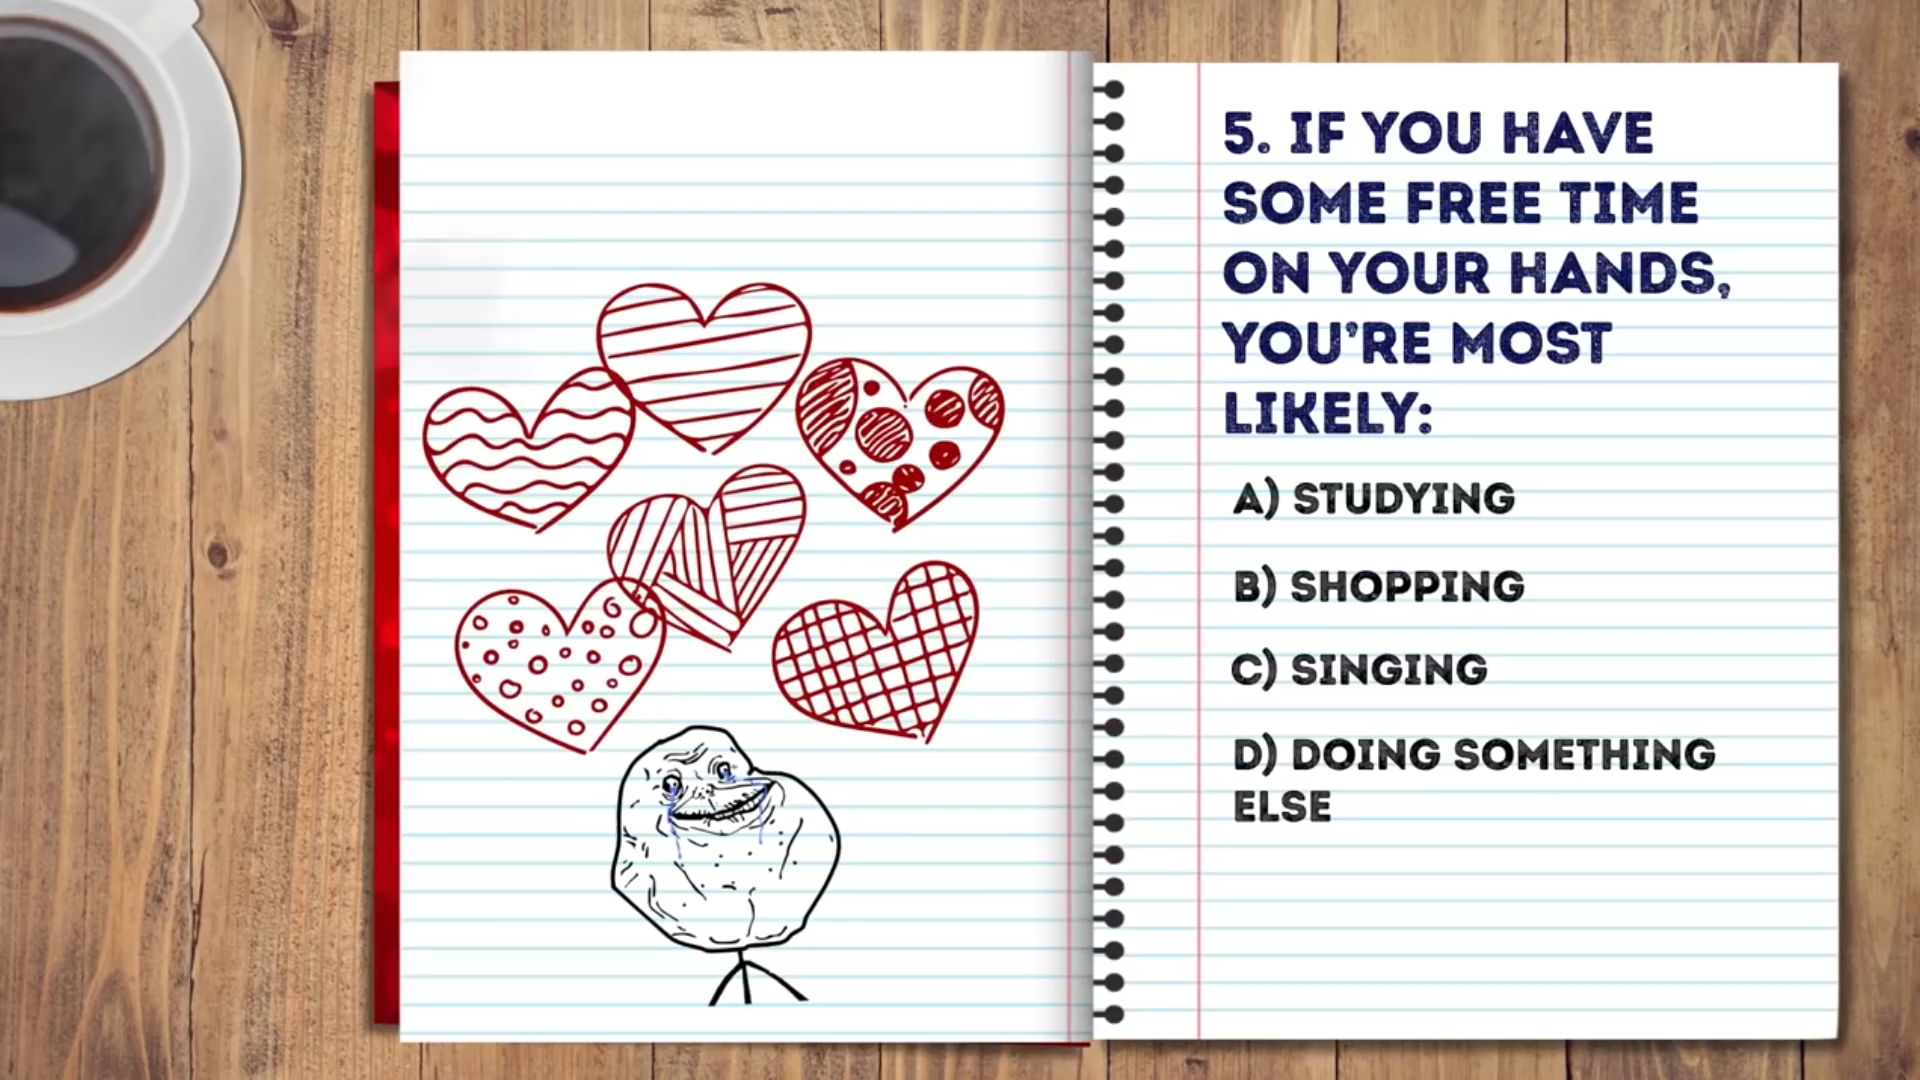 5. IF YOU HAVE
SOME FREE TIME
ON YOUR HANDS,
YOU'RE MOST
LIKELY:
A) STUDYING
B) SHOPPING
C) SINGING
D) DOING SOMETHING
ELSE